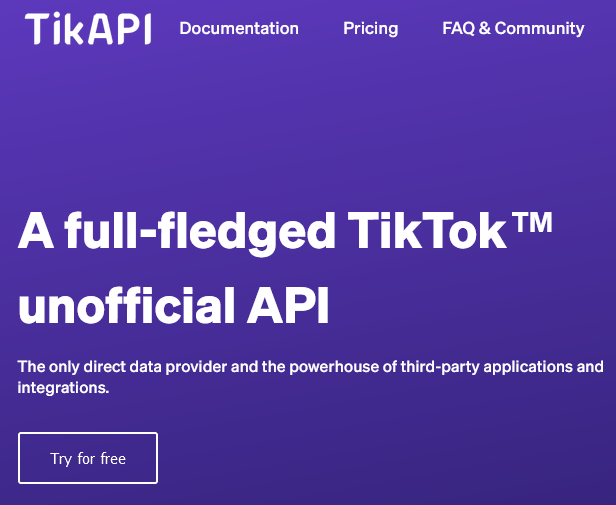 TikAPI Documentation Pricing FAQ & Community
A full-fledged TikTok™
unofficial API
The only direct data provider and the powerhouse of third-party applications and
integrations.
Try for free